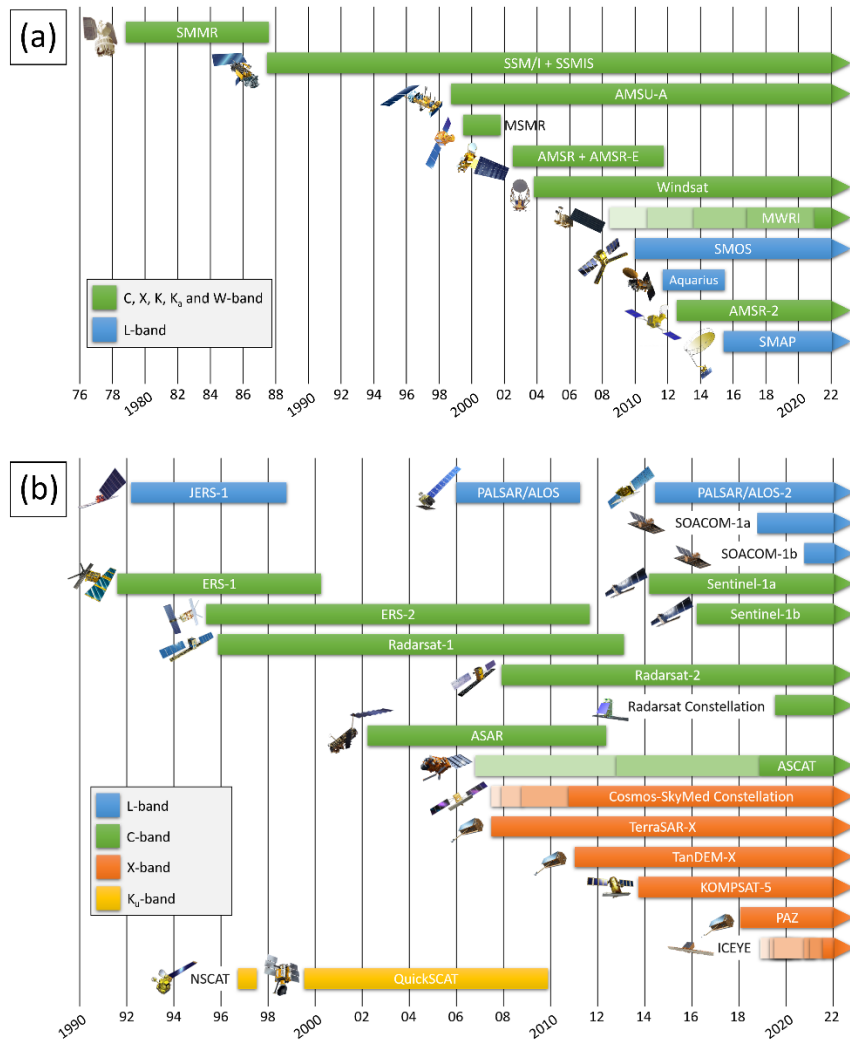 (a)
SMMR
SSM/I + SSMIS
AMSU-A
MSMR
AMSR + AMSR-E
Windsat
MWRI
SMOS
Aquarius
AMSR-2
SMAP
C, X, K, Kₐ and W-band
L-band
76 78 1980 82 84 86 88 1990 92 94 96 98 2000 02 04 06 08 2010 12 14 16 18 2020 22
(b)
JERS-1 PALSAR/ALOS PALSAR/ALOS-2
SOACOM-1a
SOACOM-1b
ERS-1 Sentinel-1a
ERS-2 Sentinel-1b
Radarsat-1
Radarsat-2
Radarsat Constellation
ASAR
ASCAT
Cosmos-SkyMed Constellation
TerraSAR-X
TanDEM-X
KOMPSAT-5
PAZ
ICEYE
L-band
C-band
X-band
Kᵤ-band
NSCAT QuickSCAT
1990 92 94 96 98 2000 02 04 06 08 2010 12 14 16 18 2020 22